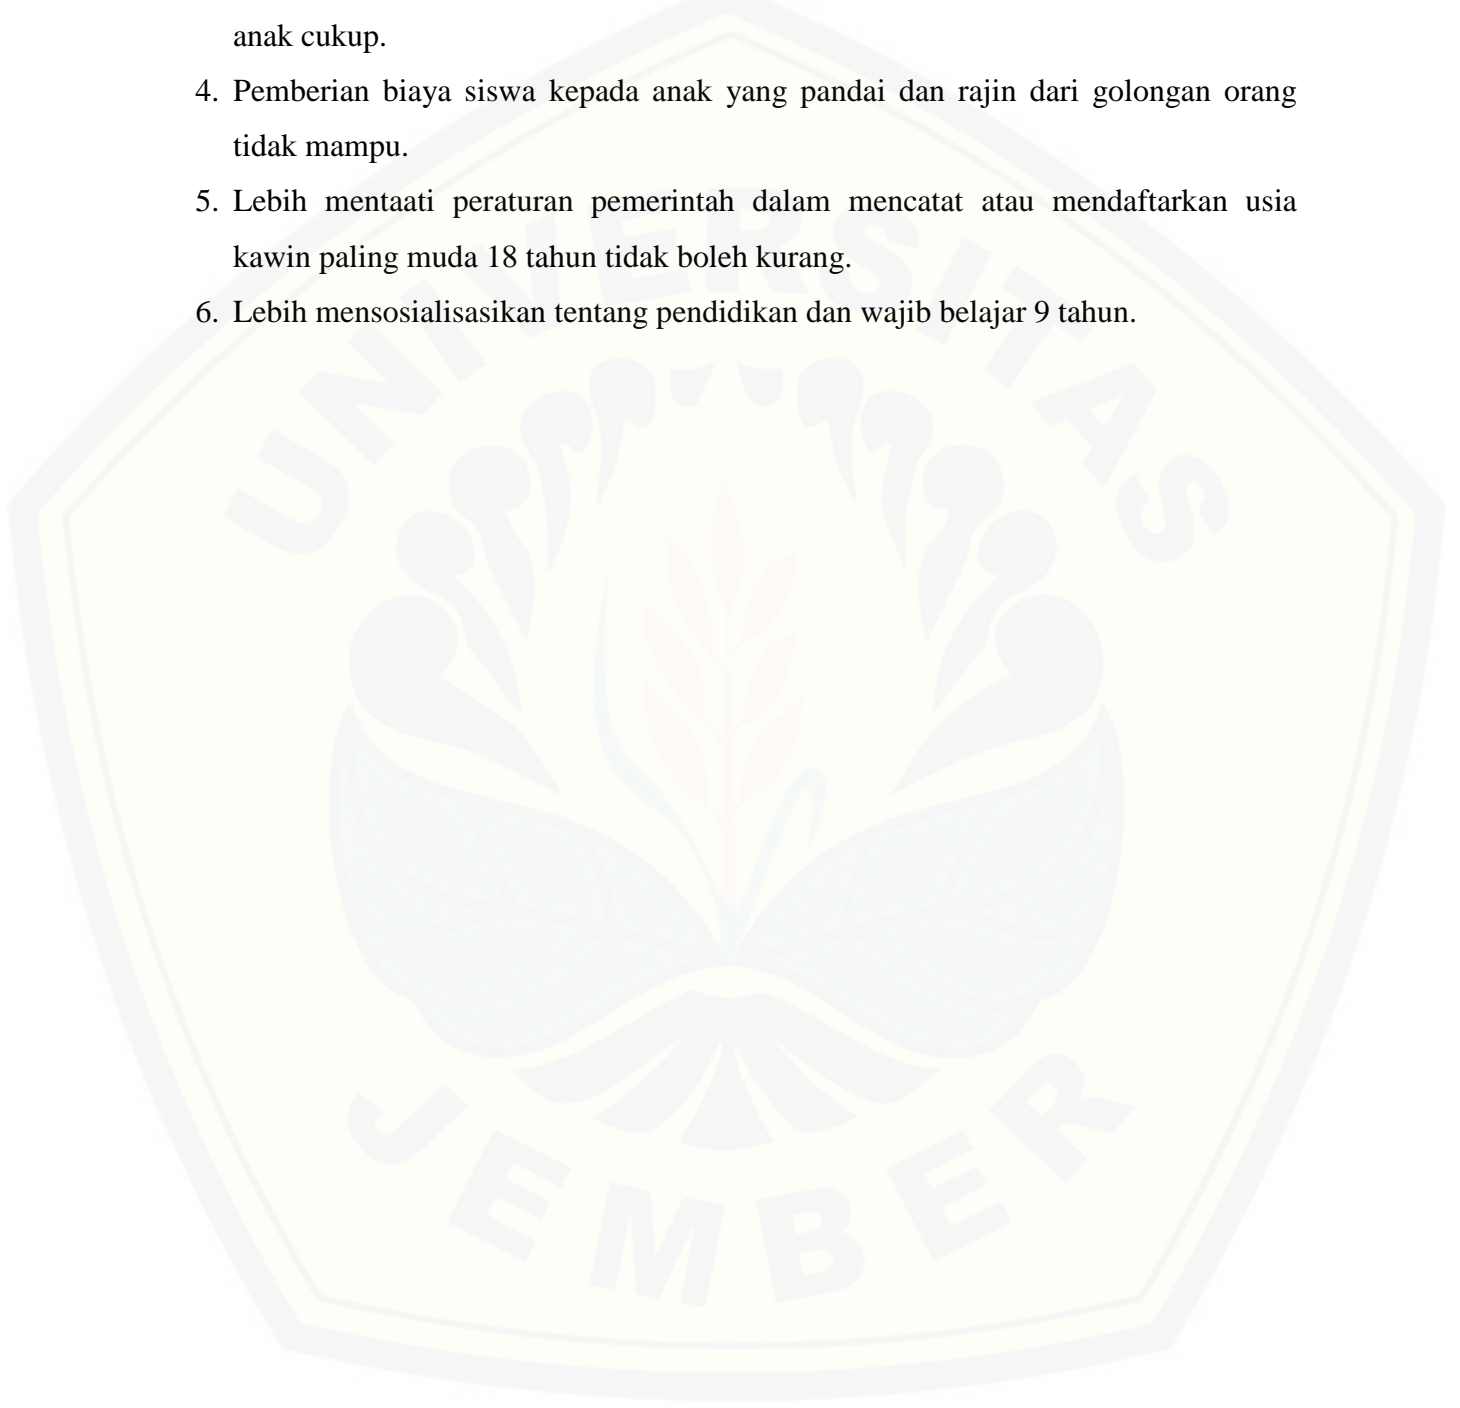 anak cukup.
4. Pemberian biaya siswa kepada anak yang pandai dan rajin dari golongan orang
tidak mampu.
5. Lebih mentaati peraturan pemerintah dalam mencatat atau mendaftarkan usia
kawin paling muda 18 tahun tidak boleh kurang.
6. Lebih mensosialisasikan tentang pendidikan dan wajib belajar 9 tahun.
UNIVERSITAS
JEMBER